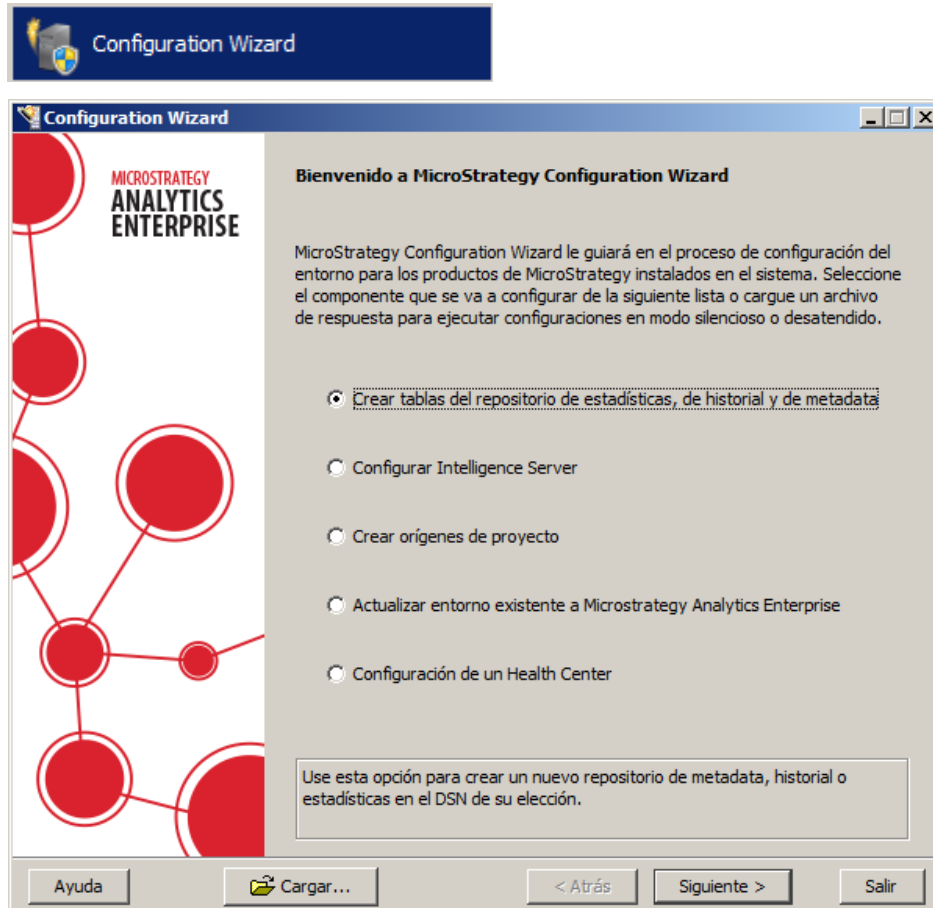 Configuration Wizard
Configuration Wizard
MICROSTRATEGY
ANALYTICS
ENTERPRISE
Bienvenido a MicroStrategy Configuration Wizard
MicroStrategy Configuration Wizard le guiará en el proceso de configuración del
entorno para los productos de MicroStrategy instalados en el sistema. Seleccione
el componente que se va a configurar de la siguiente lista o cargue un archivo
de respuesta para ejecutar configuraciones en modo silencioso o desatendido.
Crear tablas del repositorio de estadísticas, de historial y de metadata
Configurar Intelligence Server
Crear orígenes de proyecto
Actualizar entorno existente a Microstrategy Analytics Enterprise
Configuración de un Health Center
Use esta opción para crear un nuevo repositorio de metadata, historial o
estadísticas en el DSN de su elección.
Ayuda
Cargar...
< Atrás
Siguiente >
Salir